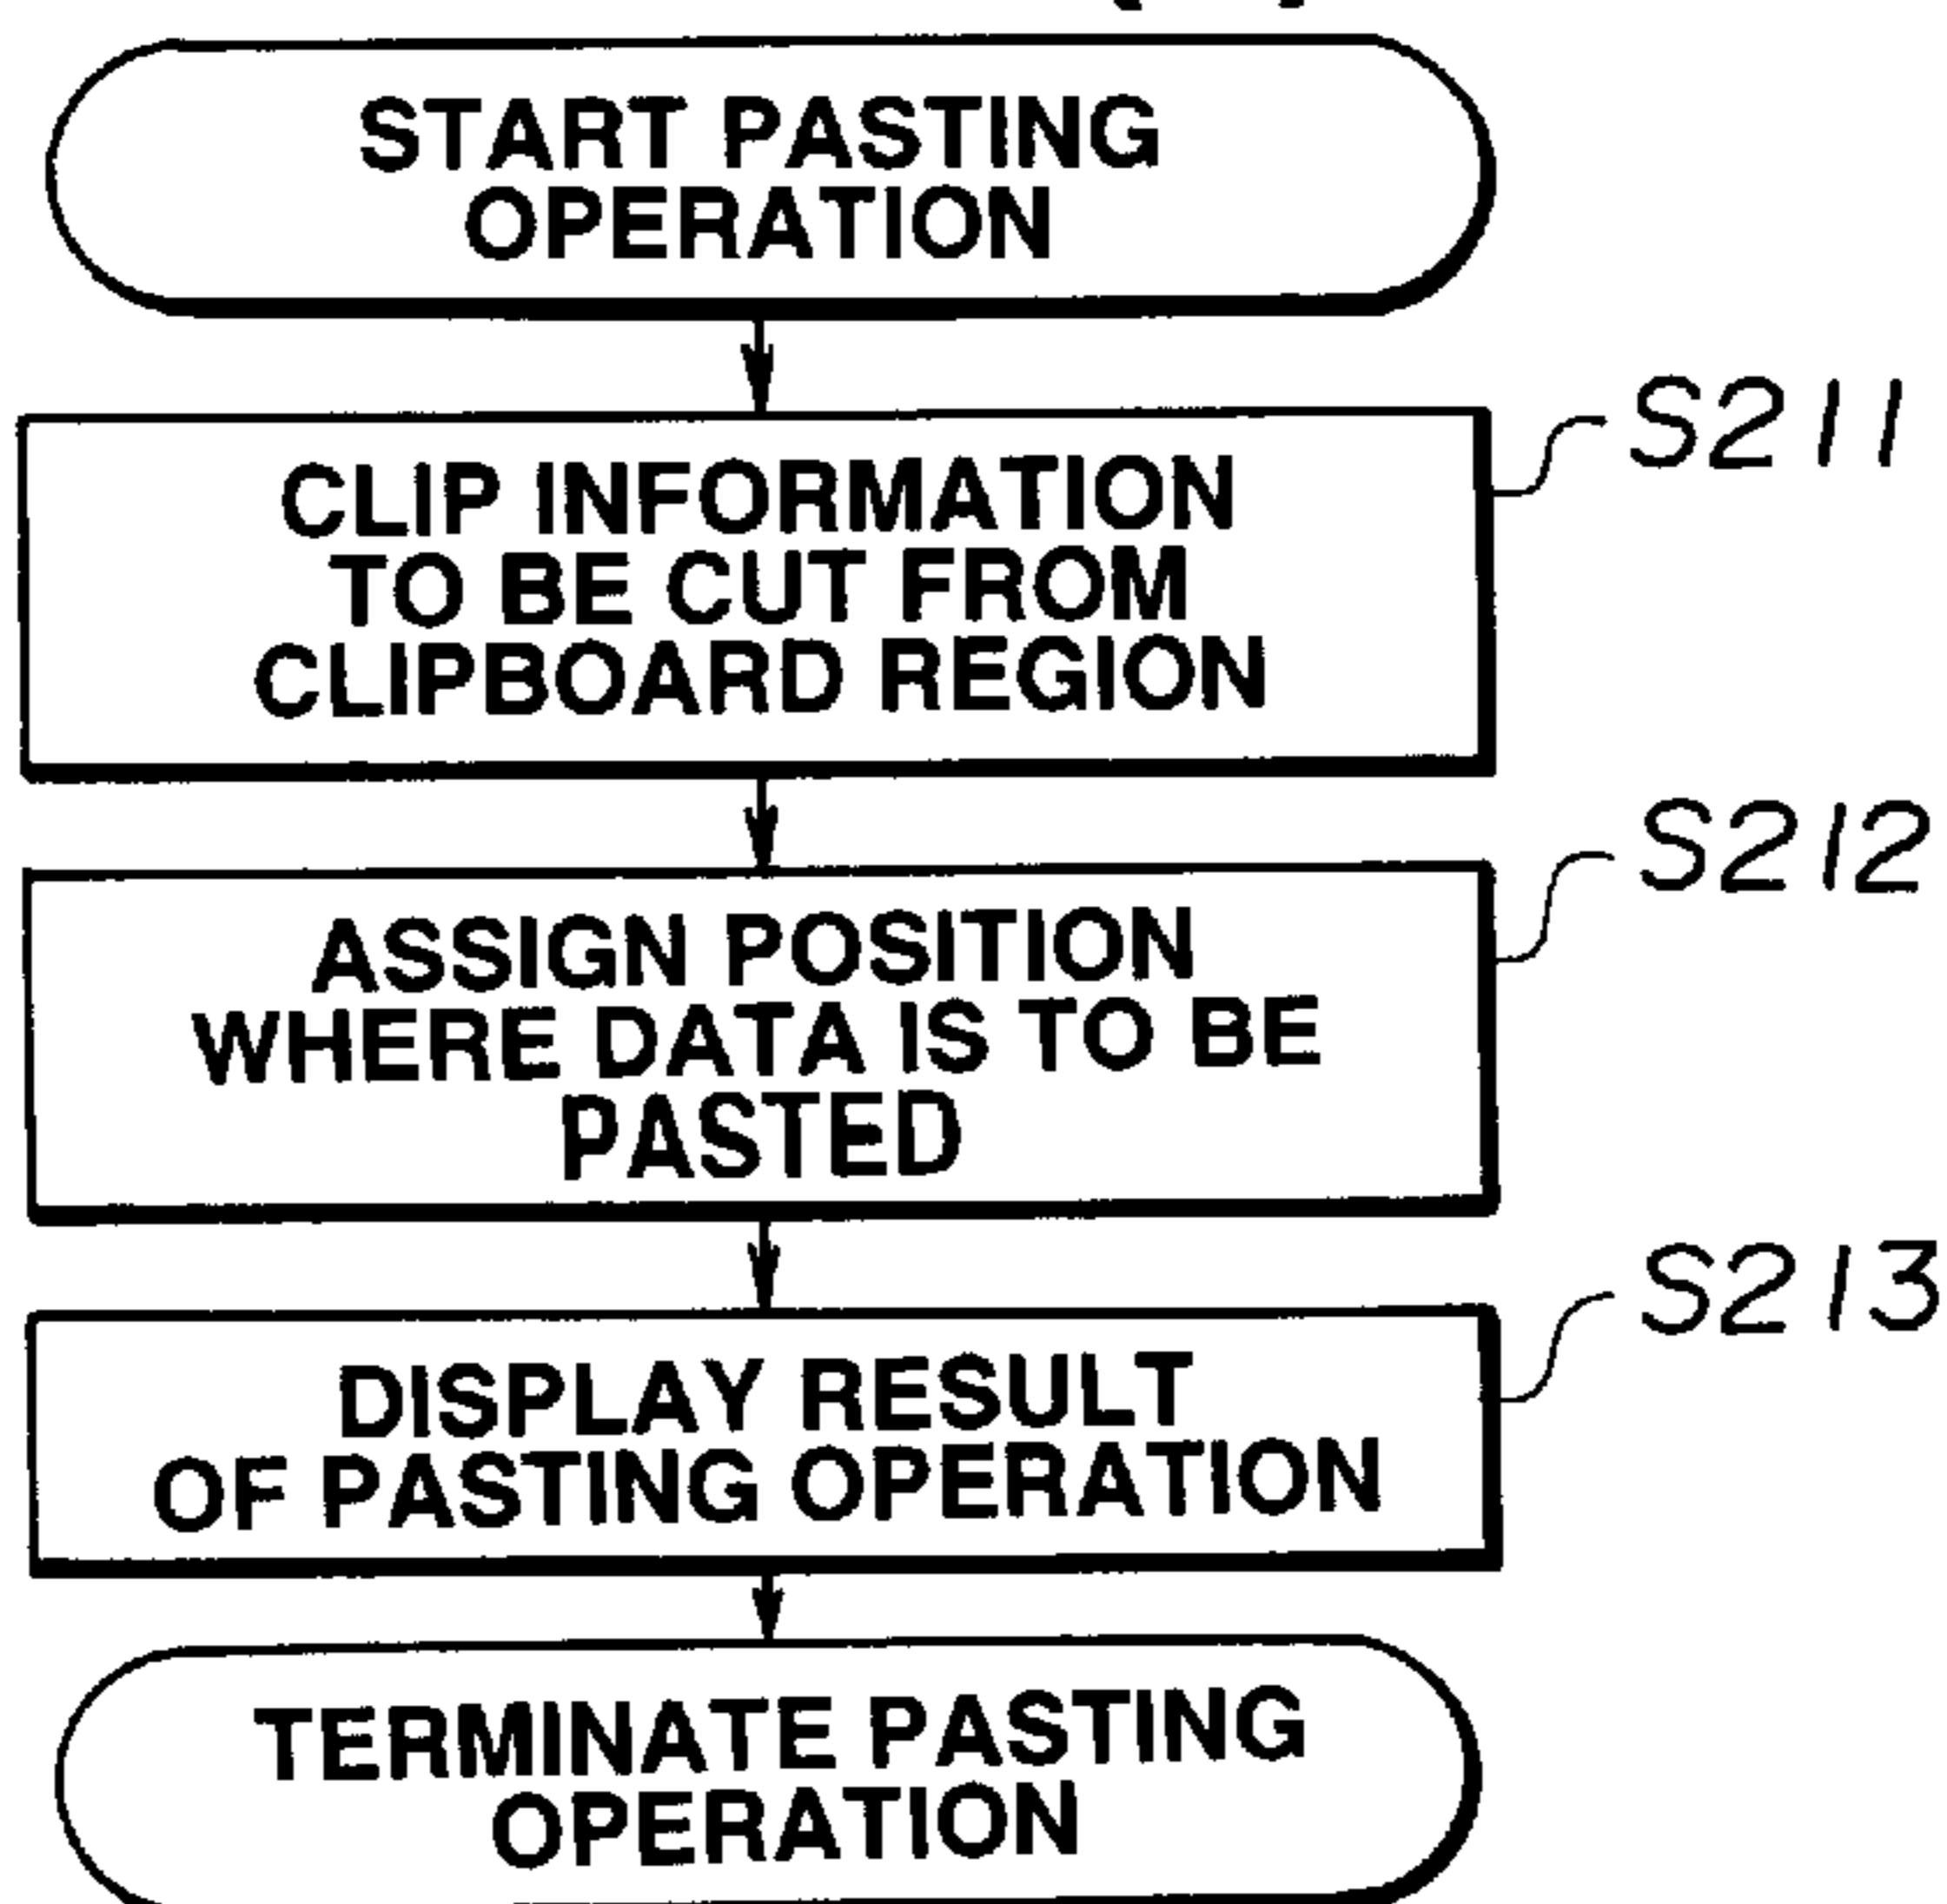 START PASTING
OPERATION
S211
CLIP INFORMATION
TO BE CUT FROM
CLIPBOARD REGION
S212
ASSIGN POSITION
WHERE DATA IS TO BE
PASTED
S213
DISPLAY RESULT
OF PASTING OPERATION
TERMINATE PASTING
OPERATION